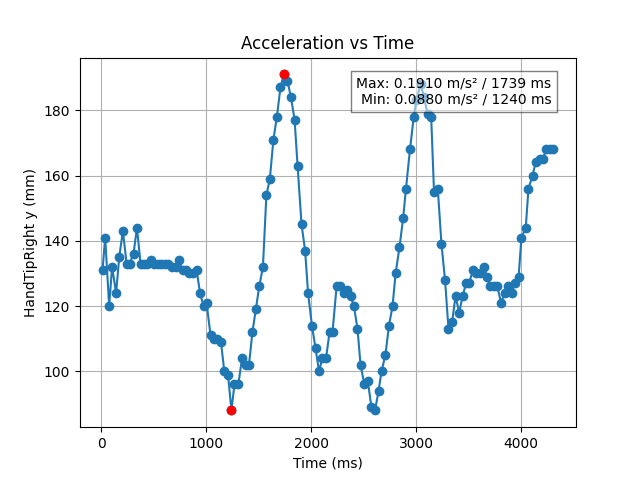 Acceleration vs Time
Max: 0.1910 m/s² / 1739 ms
Min: 0.0880 m/s² / 1240 ms
HandTipRight y (mm)
180
160
140
120
100
0 1000 2000 3000 4000
Time (ms)